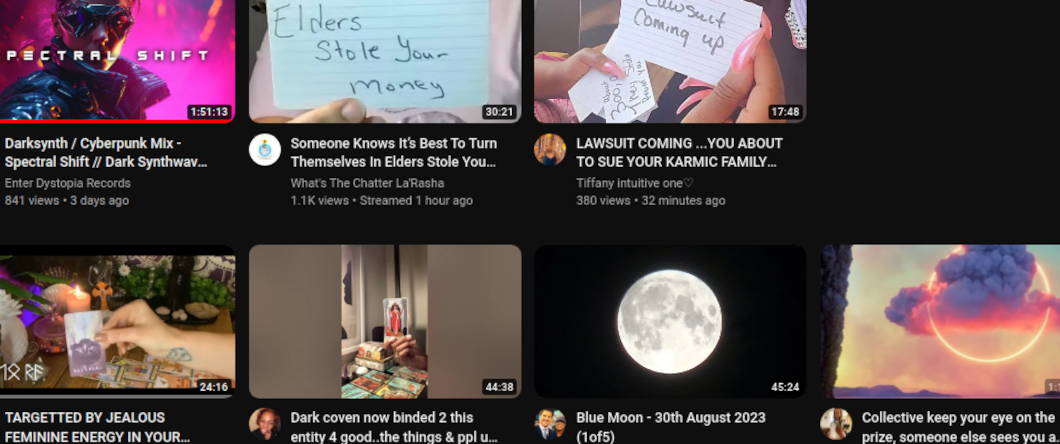 PECTRAL SHIFT
1:51:13
Elders
Stole Your
money
30:21
Lawsuit
Coming up
17:48
Darksynth / Cyberpunk Mix -
Spectral Shift // Dark Synthwav...
Enter Dystopia Records
841 views • 3 days ago
Someone Knows It's Best To Turn
Themselves In Elders Stole You...
What's The Chatter La'Rasha
1.1K views • Streamed 1 hour ago
LAWSUIT COMING ...YOU ABOUT
TO SUE YOUR KARMIC FAMILY...
Tiffany intuitive one♡
380 views • 32 minutes ago
24:16
44:38
45:24
TARGETTED BY JEALOUS
FEMININE ENERGY IN YOUR...
Dark coven now binded 2 this
entity 4 good..the things & ppl u...
Blue Moon - 30th August 2023
(1of5)
Collective keep your eye on the
prize, someone else sees you a